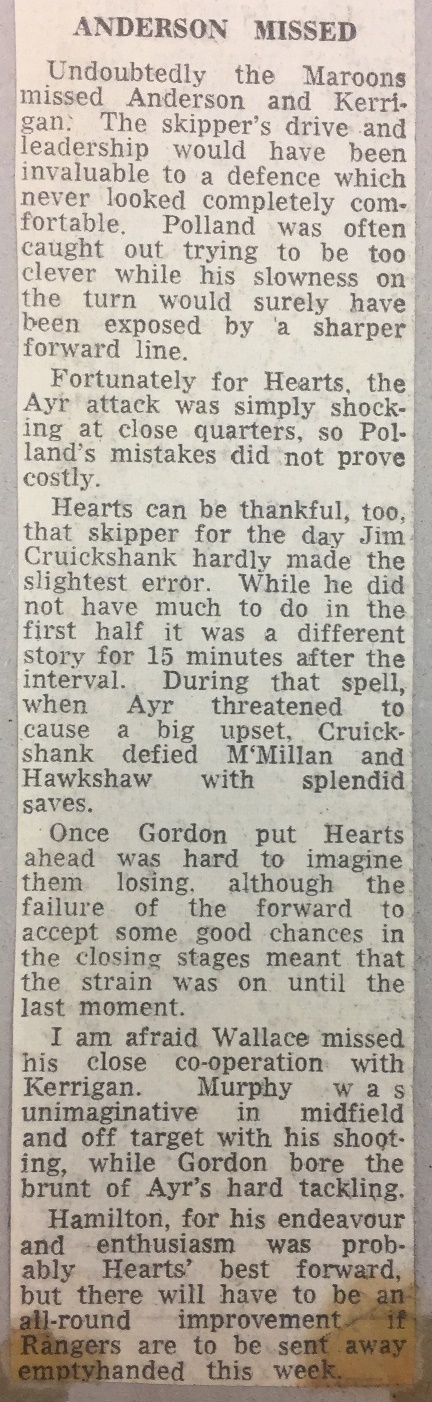 ANDERSON MISSED
Undoubtedly the Maroons
missed Anderson and Kerri-
gan. The skipper's drive and
leadership would have been
invaluable to a defence which
never looked completely com-
fortable. Polland was often
caught out trying to be too
clever while his slowness on
the turn would surely have
been exposed by a sharper
forward line.
Fortunately for Hearts, the
Ayr attack was simply shock-
ing at close quarters, so Pol-
land's mistakes did not prove
costly.
Hearts can be thankful, too,
that skipper for the day Jim
Cruickshank hardly made the
slightest error. While he did
not have much to do in the
first half it was a different
story for 15 minutes after the
interval. During that spell,
when Ayr threatened to
cause a big upset, Cruick-
shank defied M'Millan and
Hawkshaw with splendid
saves.
Once Gordon put Hearts
ahead was hard to imagine
them losing, although the
failure of the forward to
accept some good chances in
the closing stages meant that
the strain was on until the
last moment.
I am afraid Wallace missed
his close co-operation with
Kerrigan. Murphy was
unimaginative in midfield
and off target with his shoot-
ing, while Gordon bore the
brunt of Ayr's hard tackling.
Hamilton, for his endeavour
and enthusiasm was prob-
ably Hearts' best forward,
but there will have to be an
all-round improvement if
Rangers are to be sent away
emptyhanded this week.